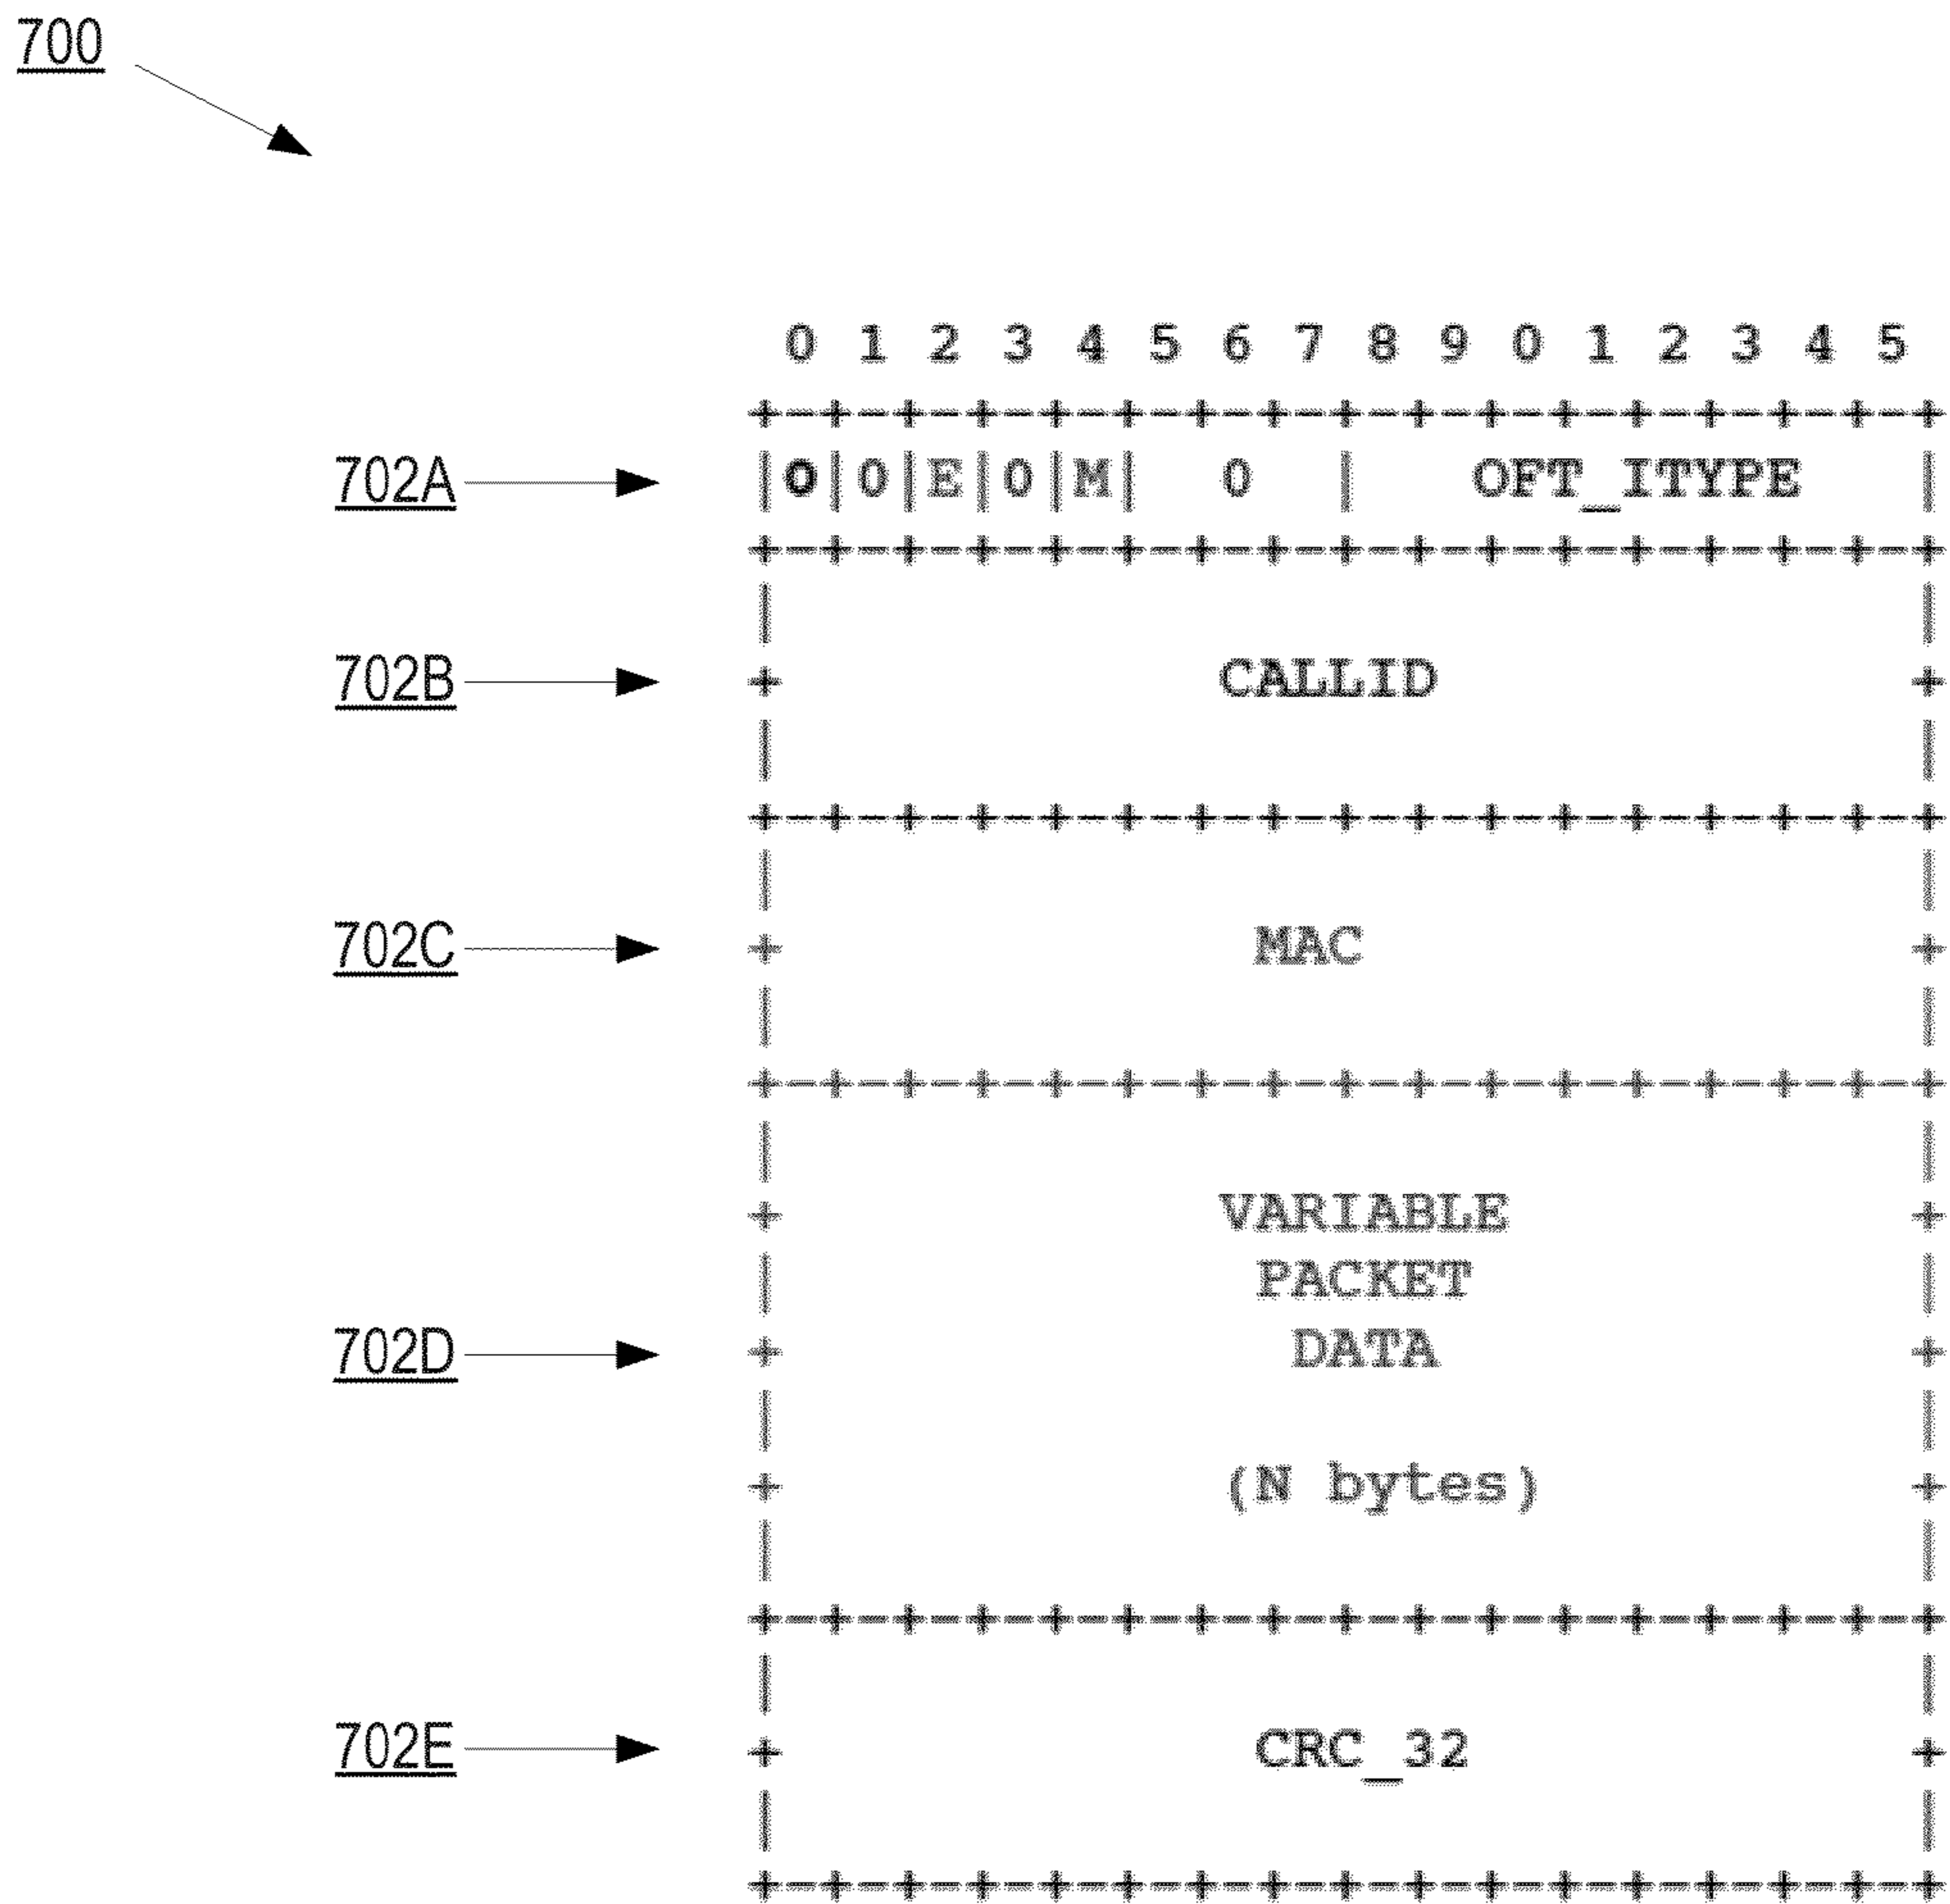 700
0 1 2 3 4 5 6 7 8 9 0 1 2 3 4 5
+-+-+-+-+-+-+-+-+-+-+-+-+-+-+-+-+
702A |O|0|E|0|M| 0 | OFT_ITYPE |
+-+-+-+-+-+-+-+-+-+-+-+-+-+-+-+-+
| |
702B + CALLID +
| |
+-+-+-+-+-+-+-+-+-+-+-+-+-+-+-+-+
| |
702C + MAC +
| |
+-+-+-+-+-+-+-+-+-+-+-+-+-+-+-+-+
| |
+ VARIABLE +
| PACKET |
702D + DATA +
| |
+ (N bytes) +
| |
+-+-+-+-+-+-+-+-+-+-+-+-+-+-+-+-+
| |
702E + CRC_32 +
| |
+-+-+-+-+-+-+-+-+-+-+-+-+-+-+-+-+